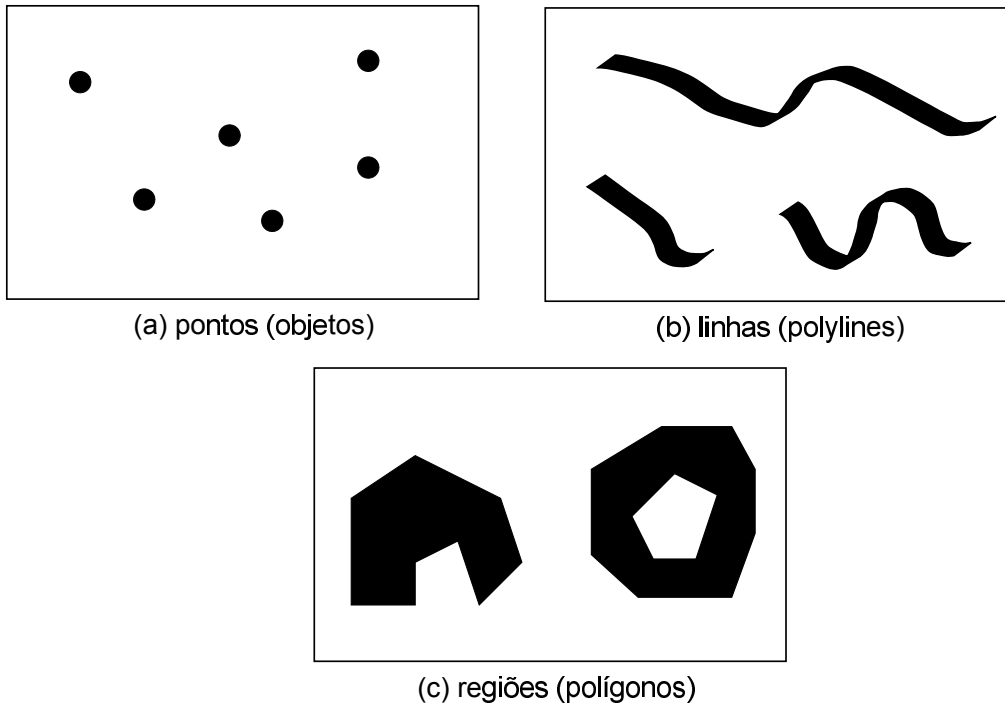 (a) pontos (objetos)
(b) linhas (polylines)
(c) regiões (polígonos)